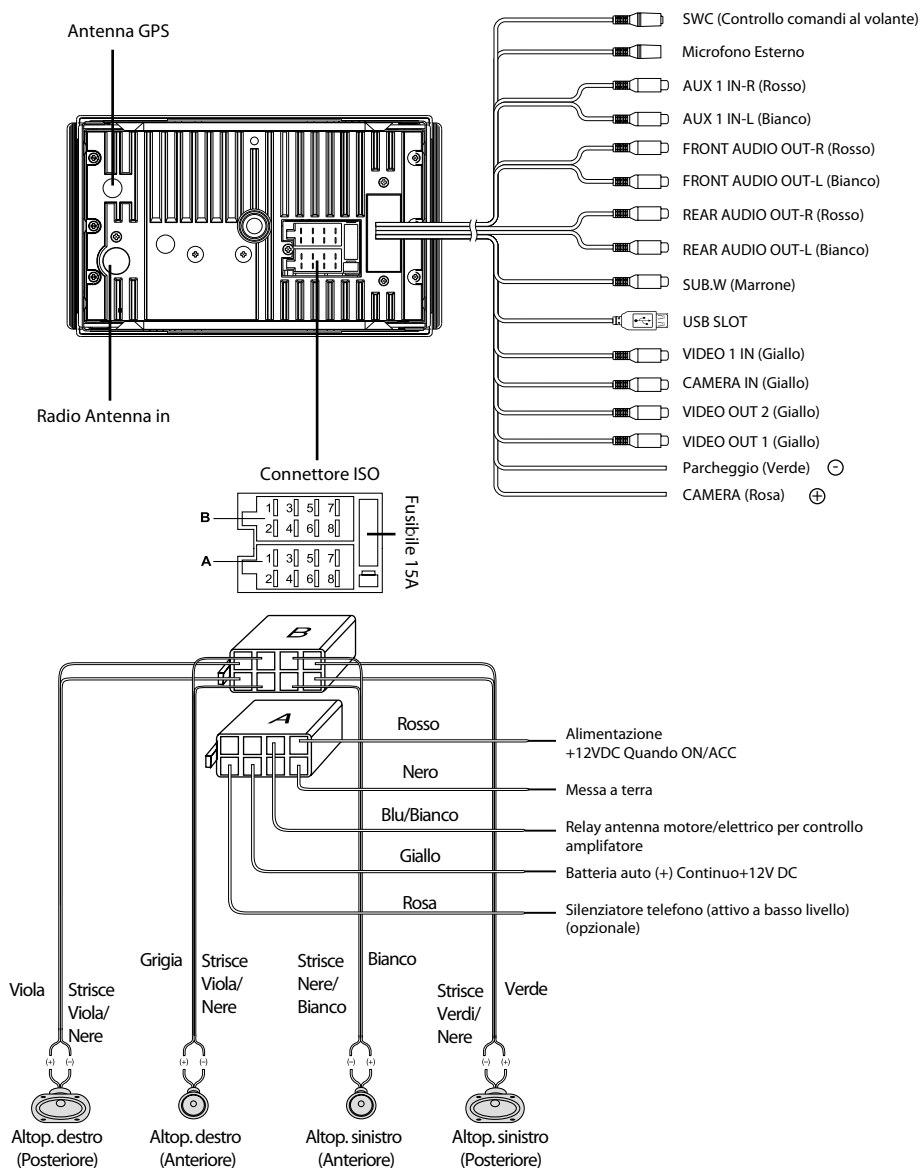 Antenna GPS
SWC (Controllo comandi al volante)
Microfono Esterno
AUX 1 IN-R (Rosso)
AUX 1 IN-L (Bianco)
FRONT AUDIO OUT-R (Rosso)
FRONT AUDIO OUT-L (Bianco)
REAR AUDIO OUT-R (Rosso)
REAR AUDIO OUT-L (Bianco)
SUB.W (Marrone)
USB SLOT
VIDEO 1 IN (Giallo)
CAMERA IN (Giallo)
VIDEO OUT 2 (Giallo)
VIDEO OUT 1 (Giallo)
Parcheggio (Verde) ⊖
CAMERA (Rosa) ⊕
Radio Antenna in
Connettore ISO
B
1 3 5 7
2 4 6 8
A
1 3 5 7
2 4 6 8
Fusibile 15A
B
A
Rosso
Alimentazione
+12VDC Quando ON/ACC
Nero
Messa a terra
Blu/Bianco
Relay antenna motore/elettrico per controllo
amplifatore
Giallo
Batteria auto (+) Continuo+12V DC
Rosa
Silenziatore telefono (attivo a basso livello)
(opzionale)
Viola
Strisce
Viola/
Nere
Grigia
Strisce
Viola/
Nere
Strisce
Nere/
Bianco
Bianco
Strisce
Verdi/
Nere
Verde
(+) (−)
(+) (−)
(−) (+)
(−) (+)
Altop. destro
(Posteriore)
Altop. destro
(Anteriore)
Altop. sinistro
(Anteriore)
Altop. sinistro
(Posteriore)